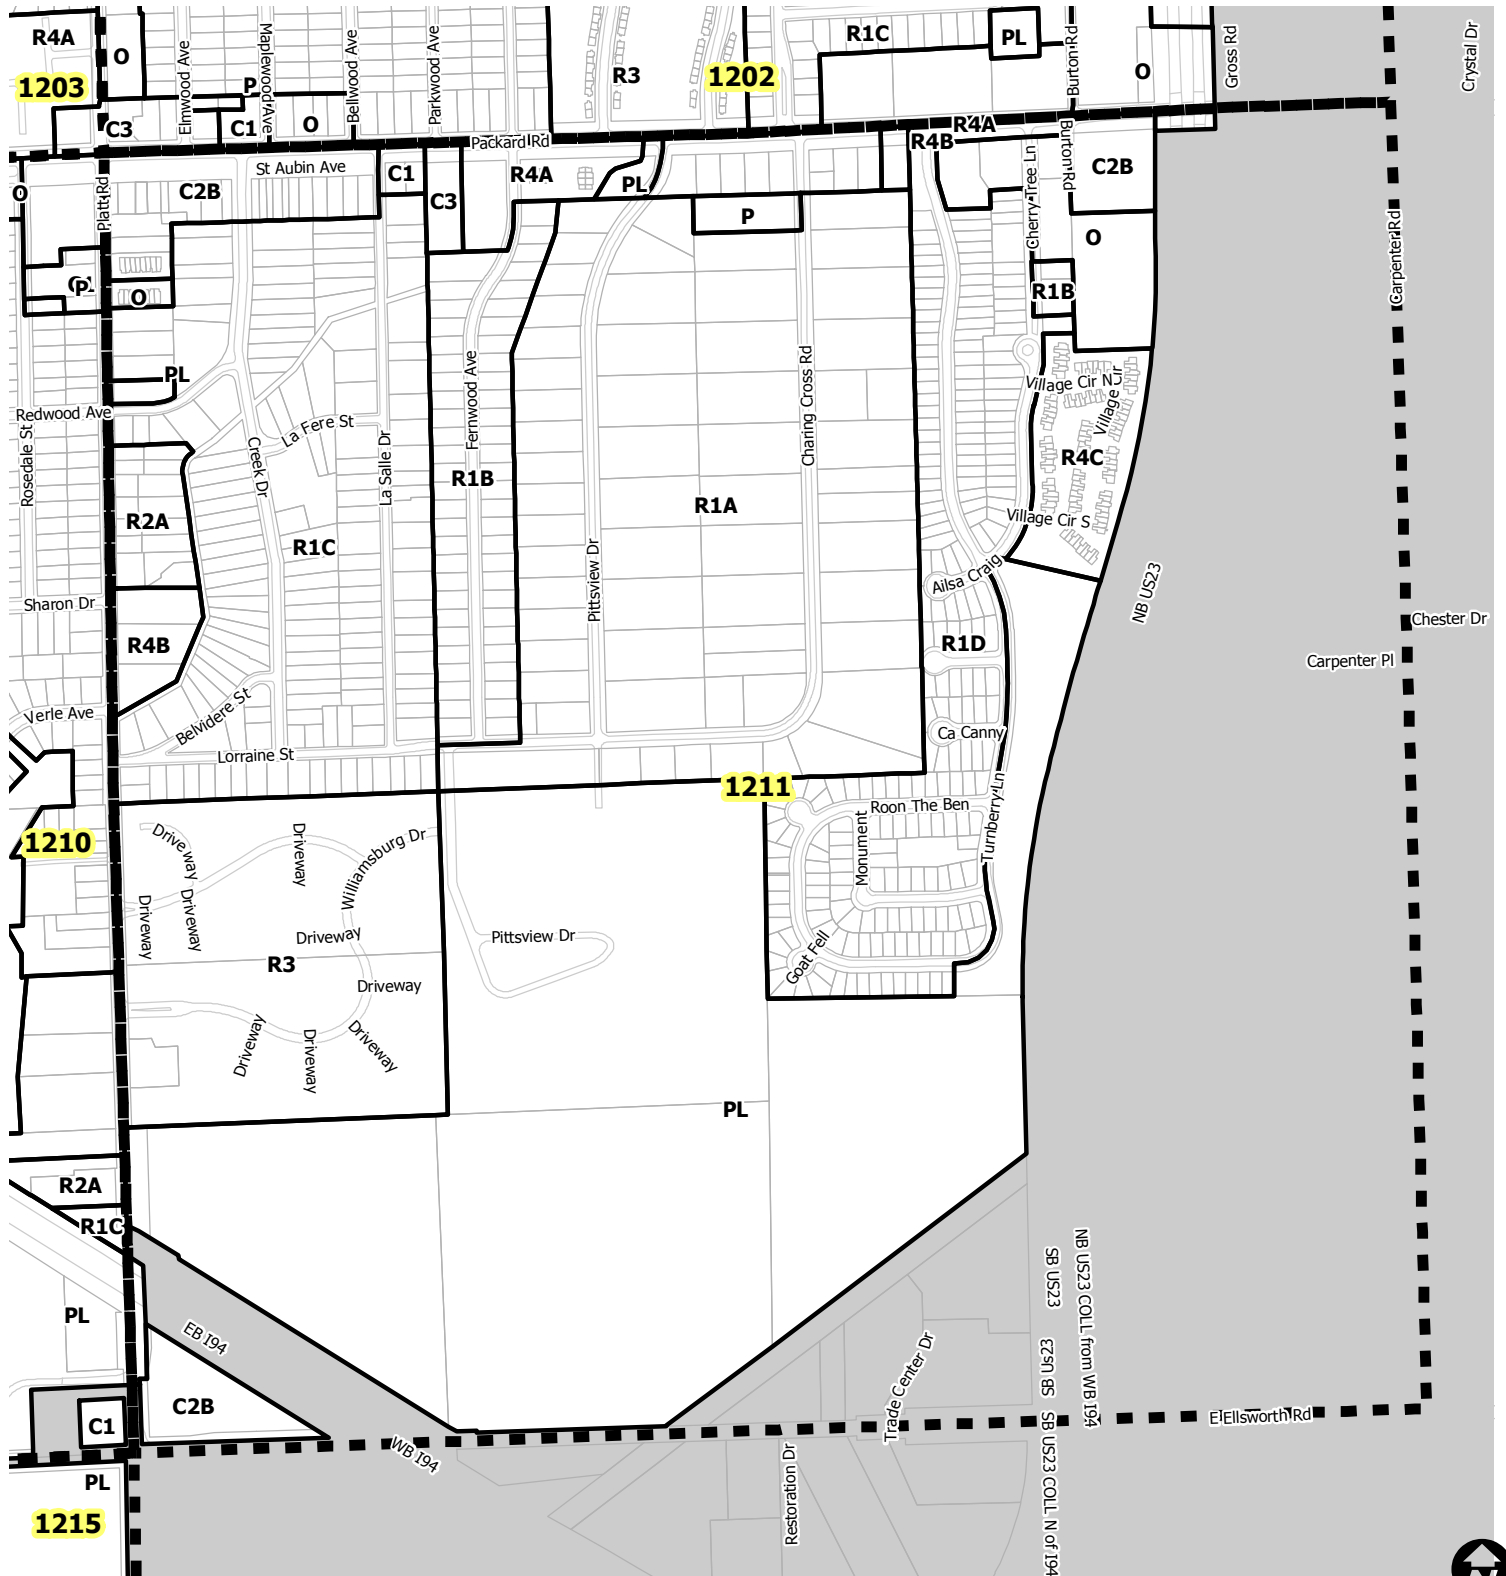 R4A
1203
O
Elmwood Ave
P
Maplewood Ave
Bellwood Ave
Parkwood Ave
R3
1202
R1C
PL
Burton Rd
O
Gross Rd
Crystal Dr
C3
C1
O
Packard Rd
R4A
St Aubin Ave
C2B
C1
C3
R4A
PL
P
R4B
Cherry Tree Ln
Burton Rd
C2B
O
R1B
Carpenter Rd
O
Platt Rd
P
O
PL
Redwood Ave
Rosedale St
La Fere St
Creek Dr
La Salle Dr
Fernwood Ave
R1B
Charing Cross Rd
R1A
Village Cir N
Village Cir
R4C
Village Cir S
R2A
R1C
Pittsview Dr
Ailsa Craig
NB US23
Sharon Dr
R4B
R1D
Chester Dr
Carpenter Pl
Verle Ave
Belvidere St
Lorraine St
Ca Canny
1211
Roon The Ben
Turnberry Ln
Monument
Goat Fell
1210
Drive way
Driveway
Williamsburg Dr
Driveway
Driveway
Driveway
R3
Driveway
Pittsview Dr
Driveway
Driveway
Driveway
PL
R2A
R1C
PL
EB I94
C2B
C1
SB US23
NB US23 COLL from WB I94
SB US23
Trade Center Dr
E Ellsworth Rd
WB I94
Restoration Dr
SB US23 COLL N of I94
PL
1215